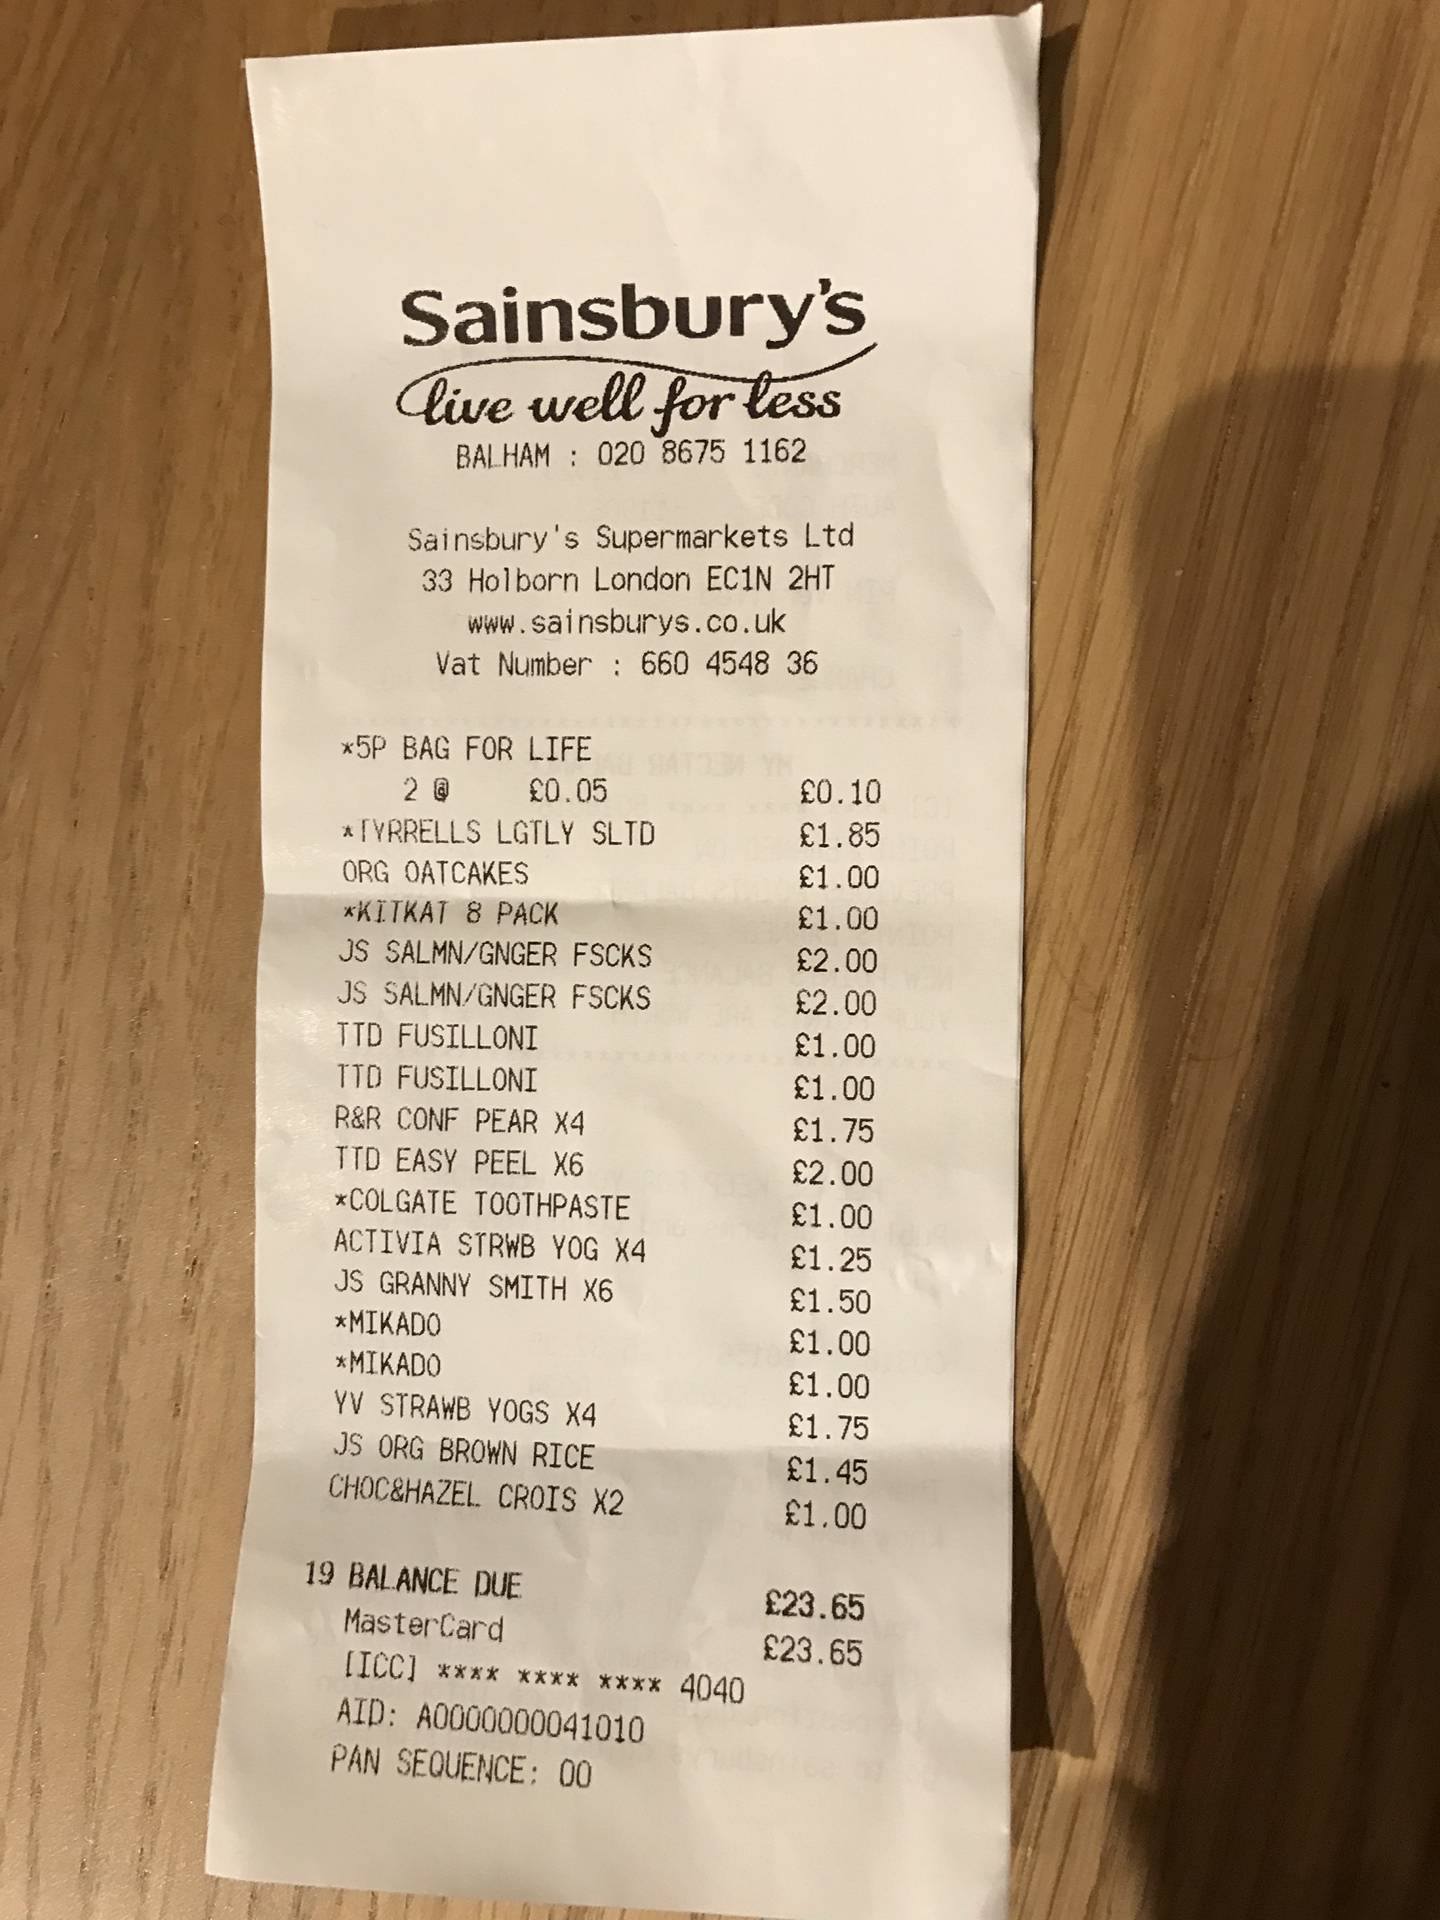 Sainsbury's
live well for less
BALHAM : 020 8675 1162
Sainsbury's Supermarkets Ltd
33 Holborn London EC1N 2HT
www.sainsburys.co.uk
Vat Number : 660 4548 36
*5P BAG FOR LIFE
2 @ £0.05 £0.10
*TYRRELLS LGTLY SLTD £1.85
ORG OATCAKES £1.00
*KITKAT 8 PACK £1.00
JS SALMN/GNGER FSCKS £2.00
JS SALMN/GNGER FSCKS £2.00
TTD FUSILLONI £1.00
TTD FUSILLONI £1.00
R&R CONF PEAR X4 £1.75
TTD EASY PEEL X6 £2.00
*COLGATE TOOTHPASTE £1.00
ACTIVIA STRWB YOG X4 £1.25
JS GRANNY SMITH X6 £1.50
*MIKADO £1.00
*MIKADO £1.00
YV STRAWB YOGS X4 £1.75
JS ORG BROWN RICE £1.45
CHOC&HAZEL CROIS X2 £1.00
19 BALANCE DUE £23.65
MasterCard £23.65
[ICC] **** **** **** 4040
AID: A0000000041010
PAN SEQUENCE: 00